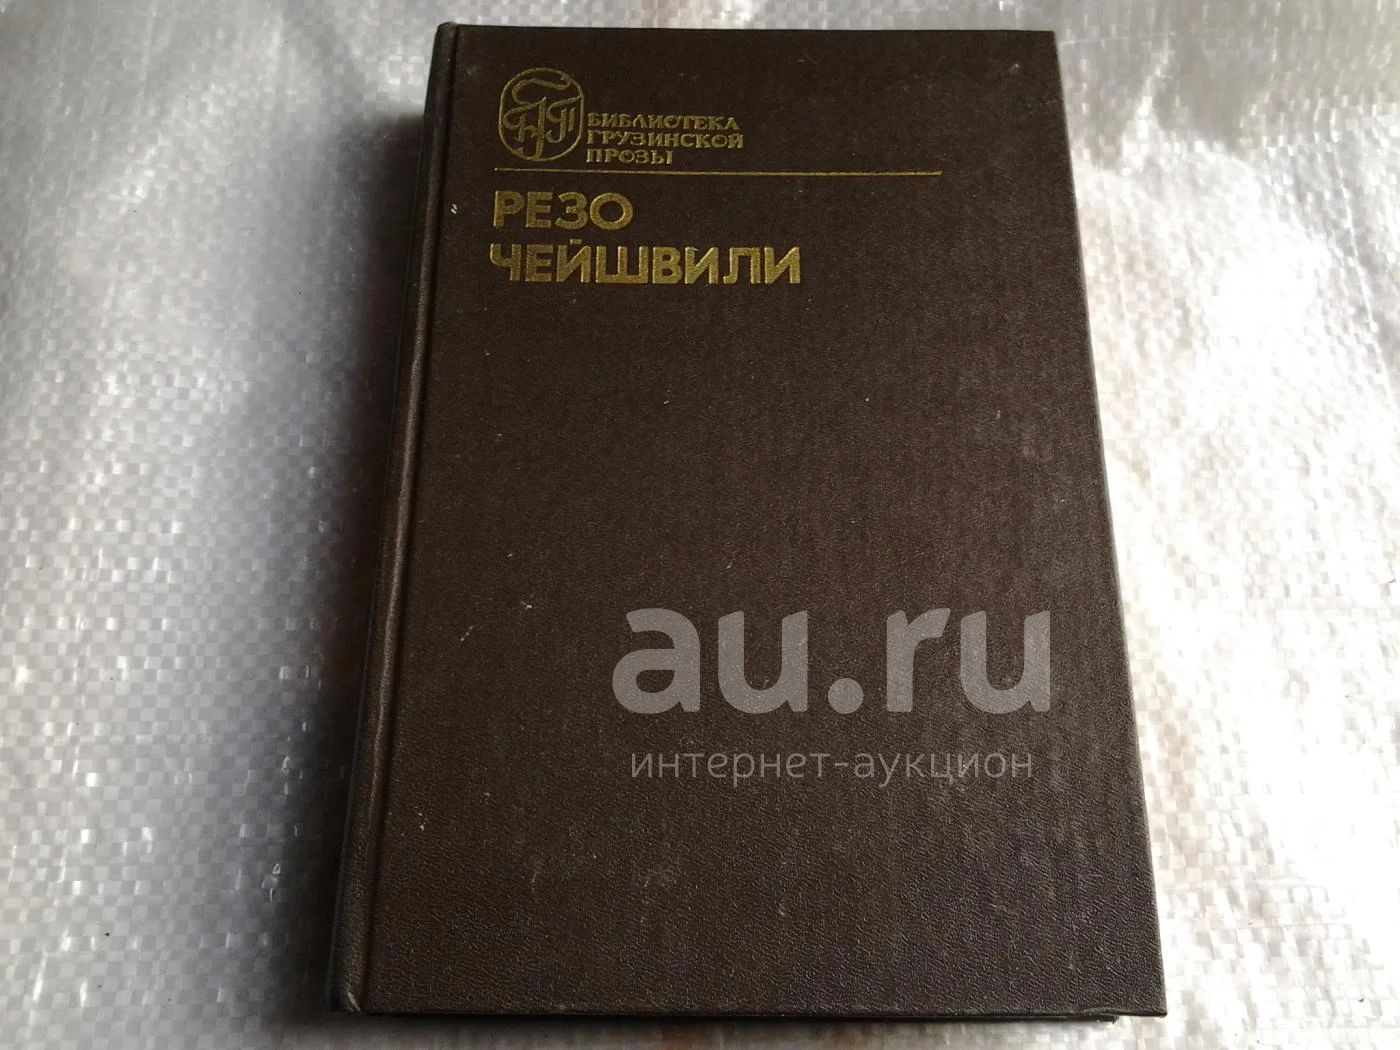 БИБЛИОТЕКА
ГРУЗИНСКОЙ
ПРОЗЫ
РЕЗО
ЧЕЙШВИЛИ
au.ru
интернет-аукцион